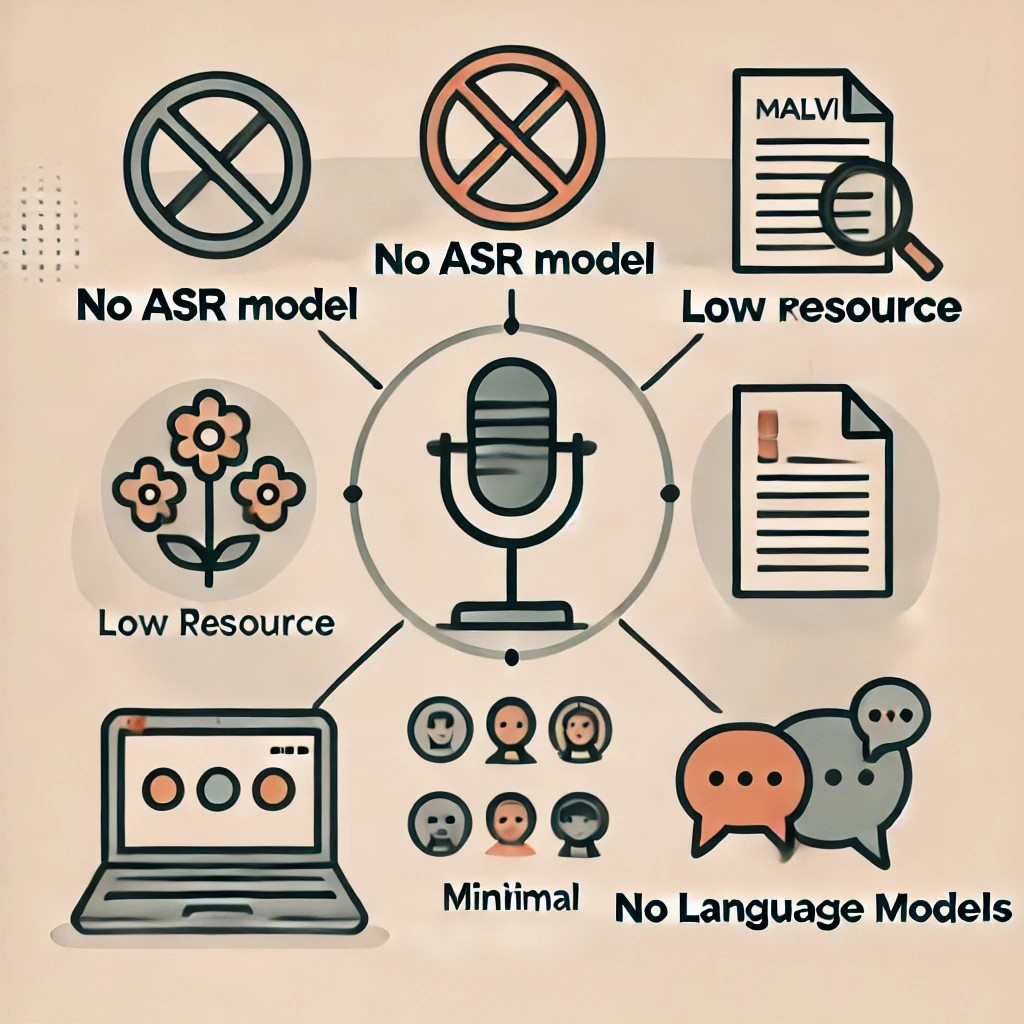 MALVI
No ASR model
No ASR model
Low resource
Low Resource
Minimal
No Language Models